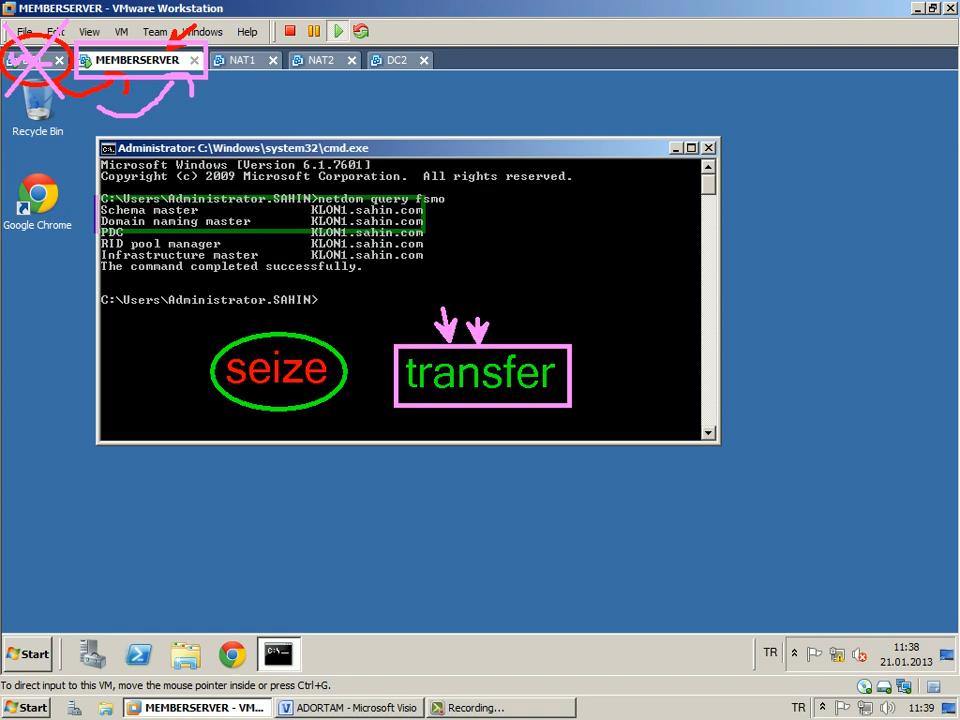 MEMBERSERVER - VMware Workstation
File Edit View VM Team Windows Help
MEMBERSERVER NAT1 NAT2 DC2
Recycle Bin
Google Chrome
Administrator: C:\Windows\system32\cmd.exe
Microsoft Windows [Version 6.1.7601]
Copyright (c) 2009 Microsoft Corporation. All rights reserved.
C:\Users\Administrator.SAHIN>netdom query fsmo
Schema master KLON1.sahin.com
Domain naming master KLON1.sahin.com
PDC KLON1.sahin.com
RID pool manager KLON1.sahin.com
Infrastructure master KLON1.sahin.com
The command completed successfully.
C:\Users\Administrator.SAHIN>
seize transfer
Start TR 11:38
21.01.2013
To direct input to this VM, move the mouse pointer inside or press Ctrl+G.
Start MEMBERSERVER - VM... ADORTAM - Microsoft Visio Recording... TR 11:39